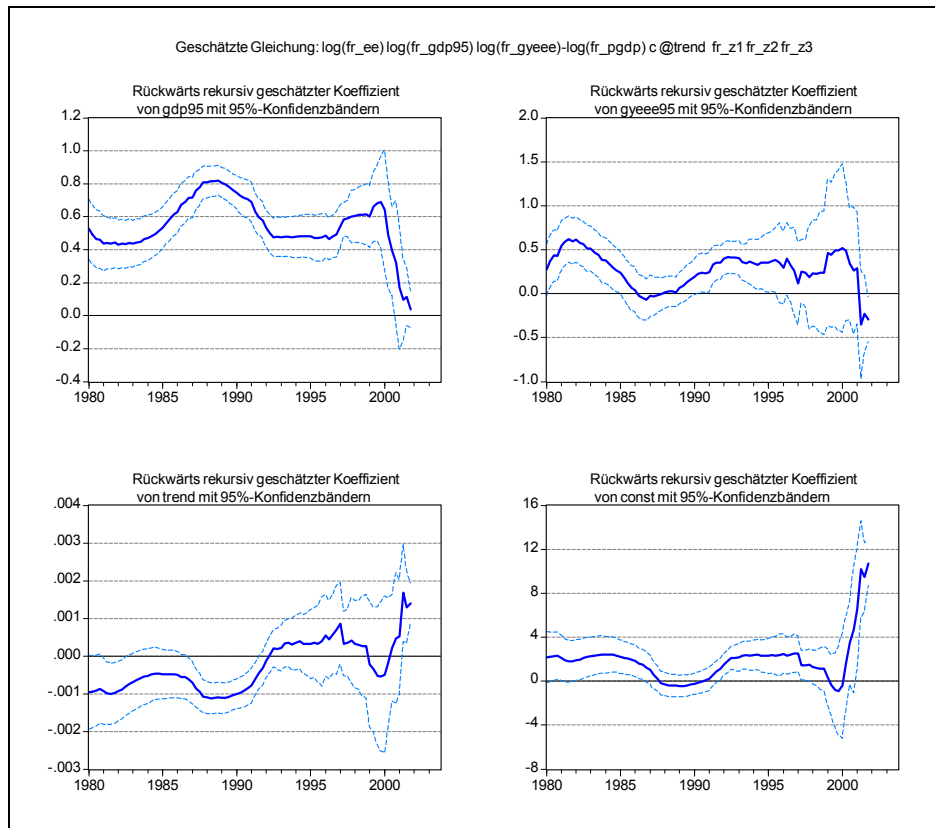 Geschätzte Gleichung: log(fr_ee) log(fr_gdp95) log(fr_gyeee)-log(fr_pgdp) c @trend fr_z1 fr_z2 fr_z3
Rückwärts rekursiv geschätzter Koeffizient
von gdp95 mit 95%-Konfidenzbändern
1.2
1.0
0.8
0.6
0.4
0.2
0.0
-0.2
-0.4
1980 1985 1990 1995 2000
Rückwärts rekursiv geschätzter Koeffizient
von gyeee95 mit 95%-Konfidenzbändern
2.0
1.5
1.0
0.5
0.0
-0.5
-1.0
1980 1985 1990 1995 2000
Rückwärts rekursiv geschätzter Koeffizient
von trend mit 95%-Konfidenzbändern
.004
.003
.002
.001
.000
-.001
-.002
-.003
1980 1985 1990 1995 2000
Rückwärts rekursiv geschätzter Koeffizient
von const mit 95%-Konfidenzbändern
16
12
8
4
0
-4
-8
1980 1985 1990 1995 2000